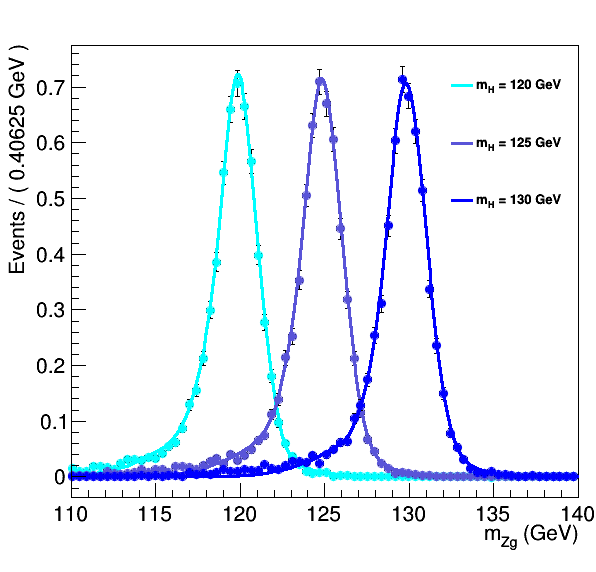 Events / ( 0.40625 GeV )
0.7
0.6
0.5
0.4
0.3
0.2
0.1
0
m_H = 120 GeV
m_H = 125 GeV
m_H = 130 GeV
110 115 120 125 130 135 140
m_Zg (GeV)